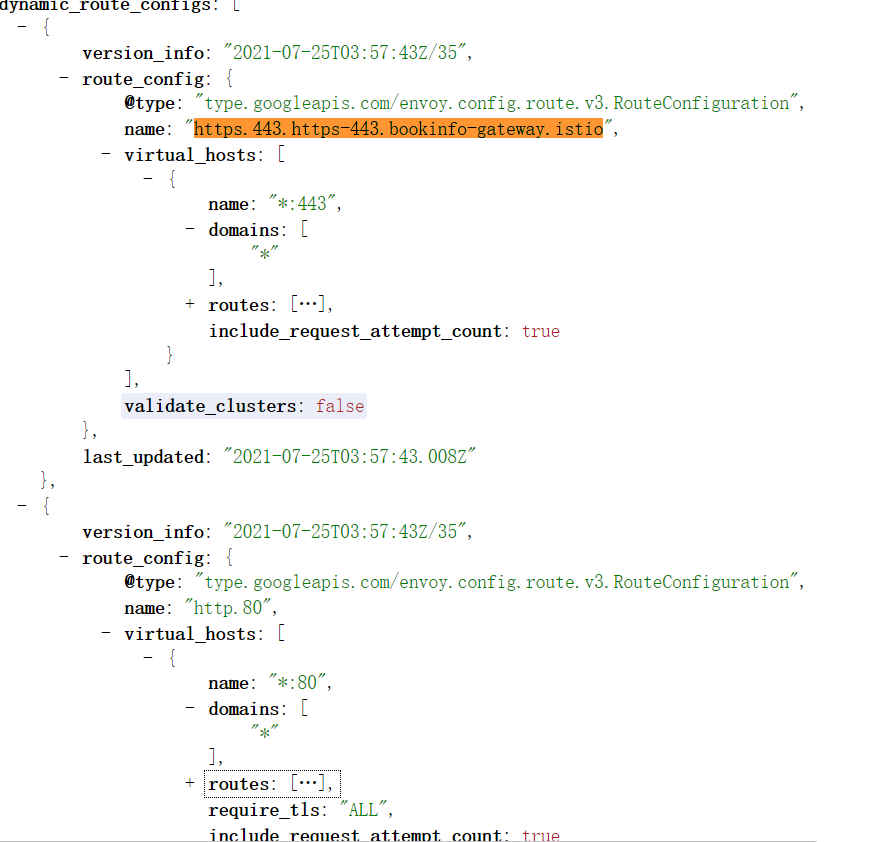 dynamic_route_configs: [
- {
version_info: "2021-07-25T03:57:43Z/35",
- route_config: {
@type: "type.googleapis.com/envoy.config.route.v3.RouteConfiguration",
name: "https.443.https-443.bookinfo-gateway.istio",
- virtual_hosts: [
- {
name: "*:443",
- domains: [
"*"
],
+ routes: […],
include_request_attempt_count: true
}
],
validate_clusters: false
},
last_updated: "2021-07-25T03:57:43.008Z"
},
- {
version_info: "2021-07-25T03:57:43Z/35",
- route_config: {
@type: "type.googleapis.com/envoy.config.route.v3.RouteConfiguration",
name: "http.80",
- virtual_hosts: [
- {
name: "*:80",
- domains: [
"*"
],
+ routes: […],
require_tls: "ALL",
include_request_attempt_count: true